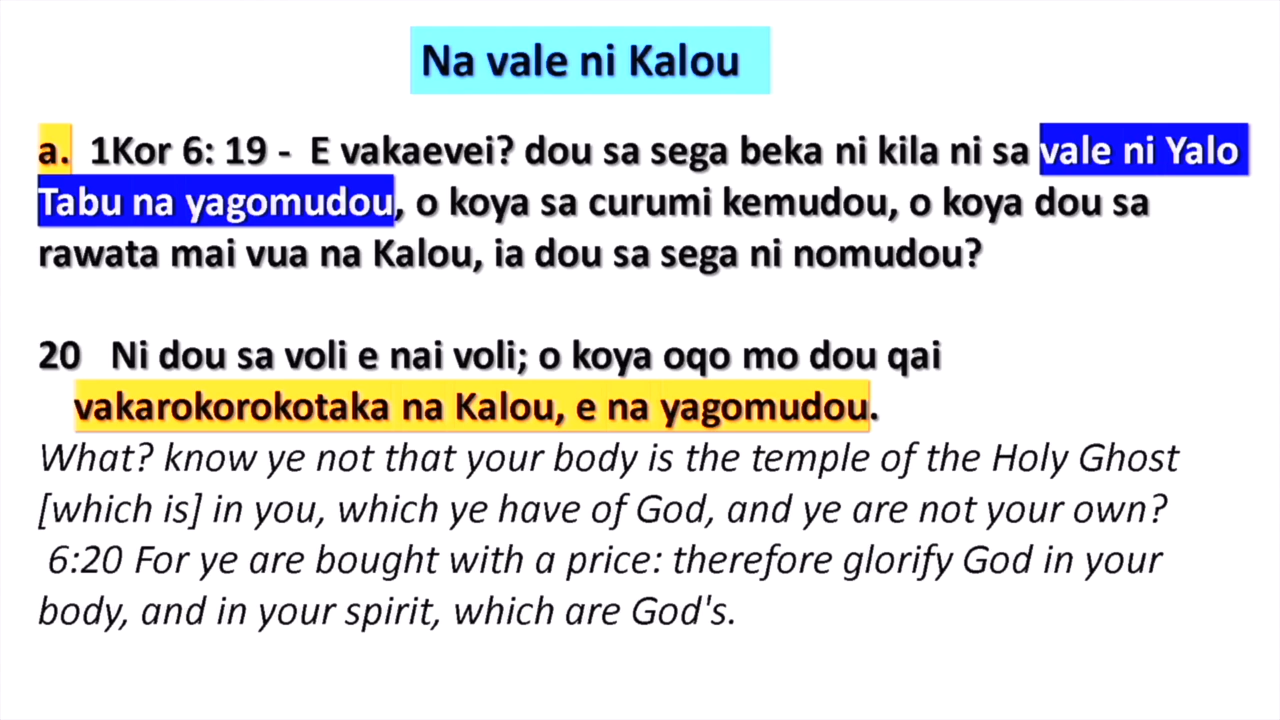 Na vale ni Kalou
a. 1Kor 6: 19 - E vakaevei? dou sa sega beka ni kila ni sa vale ni Yalo
Tabu na yagomudou, o koya sa curumi kemudou, o koya dou sa
rawata mai vua na Kalou, ia dou sa sega ni nomudou?
20 Ni dou sa voli e nai voli; o koya oqo mo dou qai
vakarokorokotaka na Kalou, e na yagomudou.
What? know ye not that your body is the temple of the Holy Ghost
[which is] in you, which ye have of God, and ye are not your own?
6:20 For ye are bought with a price: therefore glorify God in your
body, and in your spirit, which are God's.